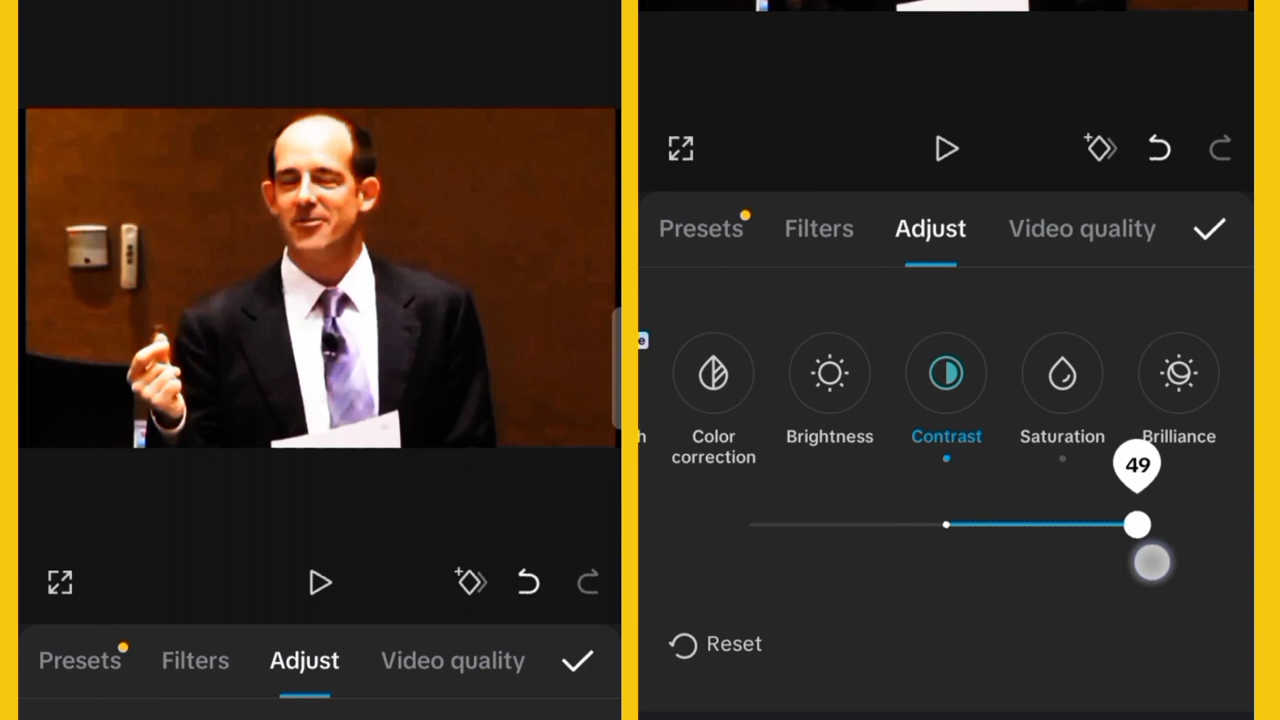 Presets Filters Adjust Video quality
Presets Filters Adjust Video quality
e
h
Color correction
Brightness
Contrast
Saturation
Brilliance
49
Reset